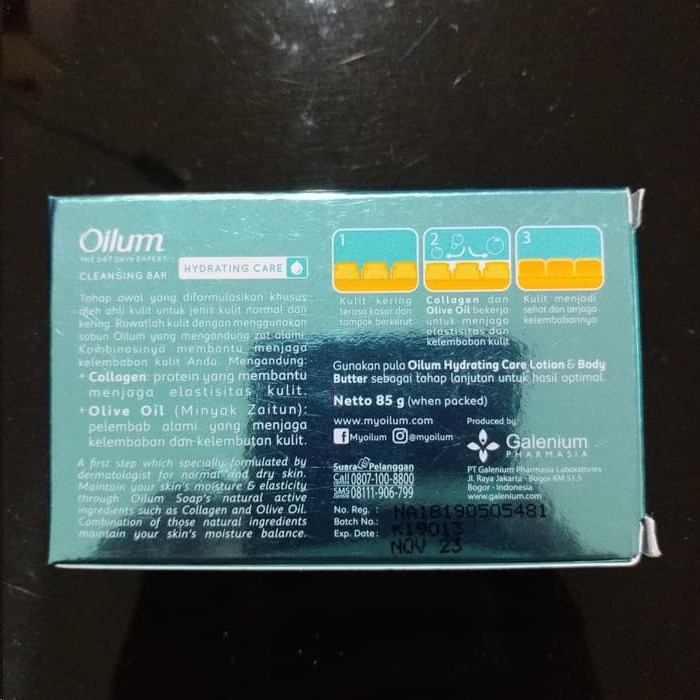 Oilum
THE DRY SKIN EXPERT
CLEANSING BAR HYDRATING CARE
Tahap awal yang diformulasikan khusus
oleh ahli kulit untuk jenis kulit normal dan
kering. Rawatlah kulit dengan menggunakan
sabun Oilum yang mengandung zat alami.
Kombinasinya membantu menjaga
kelembaban kulit Anda. Mengandung:
+ Collagen: protein yang membantu
menjaga elastisitas kulit.
+ Olive Oil (Minyak Zaitun):
pelembab alami yang menjaga
kelembaban dan kelembutan kulit.
A first step which specially formulated by
dermatologist for normal and dry skin.
Maintain your skin's moisture & elasticity
through Oilum Soap's natural active
ingredients such as Collagen and Olive Oil.
Combination of those natural ingredients
maintain your skin's moisture balance.
1
Kulit kering
terasa kasar dan
tampak berkerut
2
Collagen dan
Olive Oil bekerja
untuk menjaga
elastisitas dan
kelembaban kulit
3
Kulit menjadi
sehat dan terjaga
kelembabannya
Gunakan pula Oilum Hydrating Care Lotion & Body
Butter sebagai tahap lanjutan untuk hasil optimal.
Netto 85 g (when packed)
www.myoilum.com
f Myoilum @myoilum
Suara Pelanggan
Call 0807-100-8800
SMS 08111-906-799
Produced by:
Galenium
PHARMASIA
PT Galenium Pharmasia Laboratories
Jl. Raya Jakarta - Bogor KM 51,5
Bogor - Indonesia
www.galenium.com
No. Reg. : NA18190505481
Batch No.: K19013
Exp. Date: NOV 23